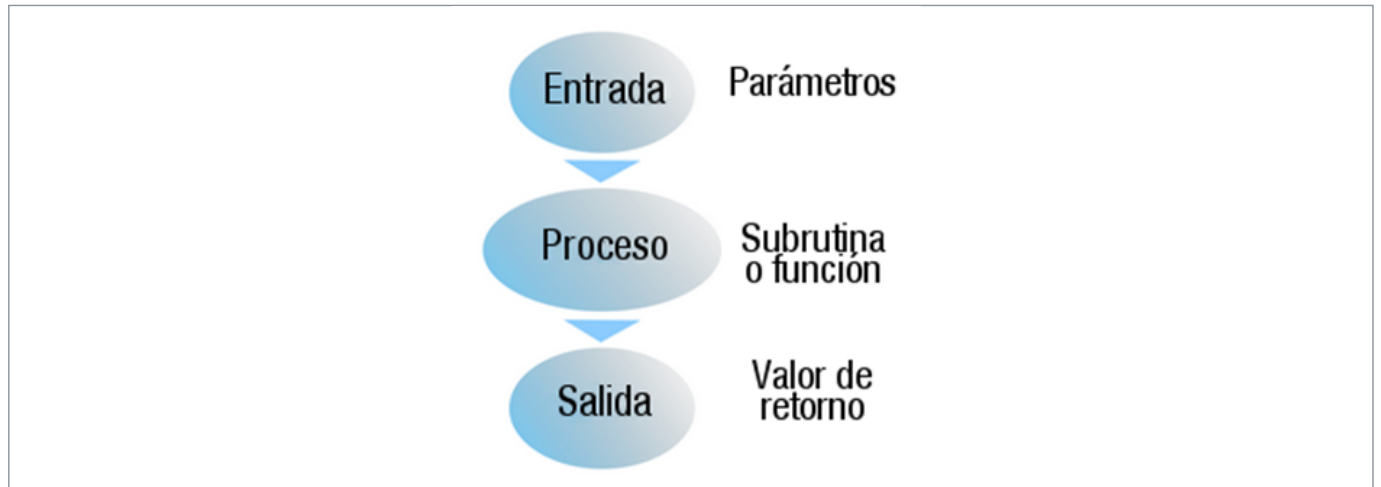 Entrada
Parámetros
Proceso
Subrutina
o función
Salida
Valor de
retorno